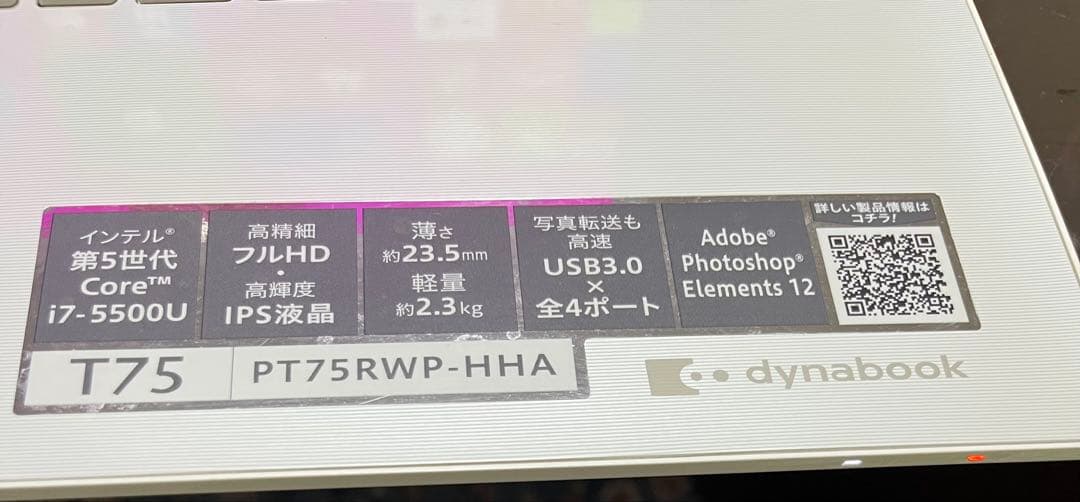 インテル®
第5世代
Core™
i7-5500U
高精細
フルHD
・
高輝度
IPS液晶
薄さ
約23.5mm
軽量
約2.3kg
写真転送も
高速
USB3.0
×
全4ポート
Adobe®
Photoshop®
Elements 12
詳しい製品情報は
コチラ!
T75
PT75RWP-HHA
dynabook